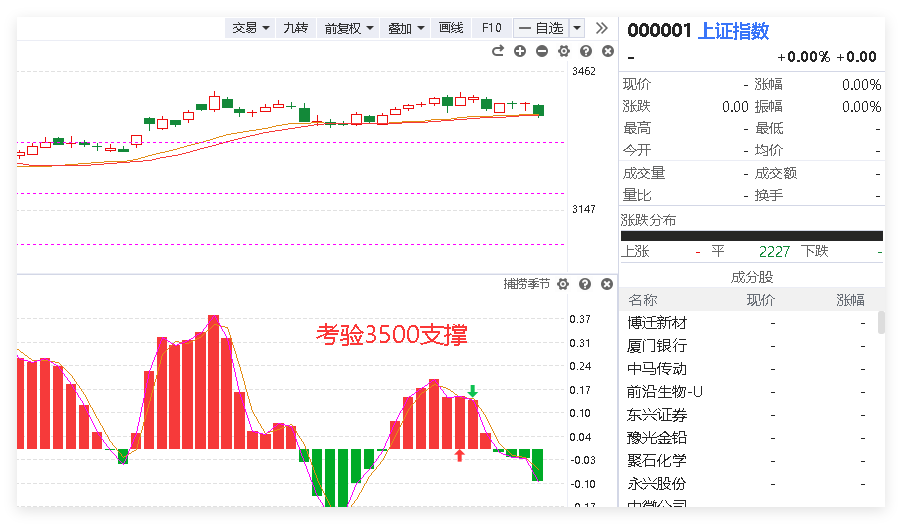 交易 九转 前复权 叠加 画线 F10 一 自选
3462
3147
捕捞季节
考验3500支撑
0.37
0.31
0.24
0.17
0.10
0.04
-0.03
-0.10
000001 上证指数
- +0.00% +0.00
现价 - 涨幅 0.00%
涨跌 0.00 振幅 0.00%
最高 - 最低 -
今开 - 均价 -
成交量 - 成交额 -
量比 - 换手 -
涨跌分布
上涨 - 平 2227 下跌 -
成分股
名称 现价 涨幅
博迁新材 - -
厦门银行 - -
中马传动 - -
前沿生物-U - -
东兴证券 - -
豫光金铅 - -
聚石化学 - -
永兴股份 - -